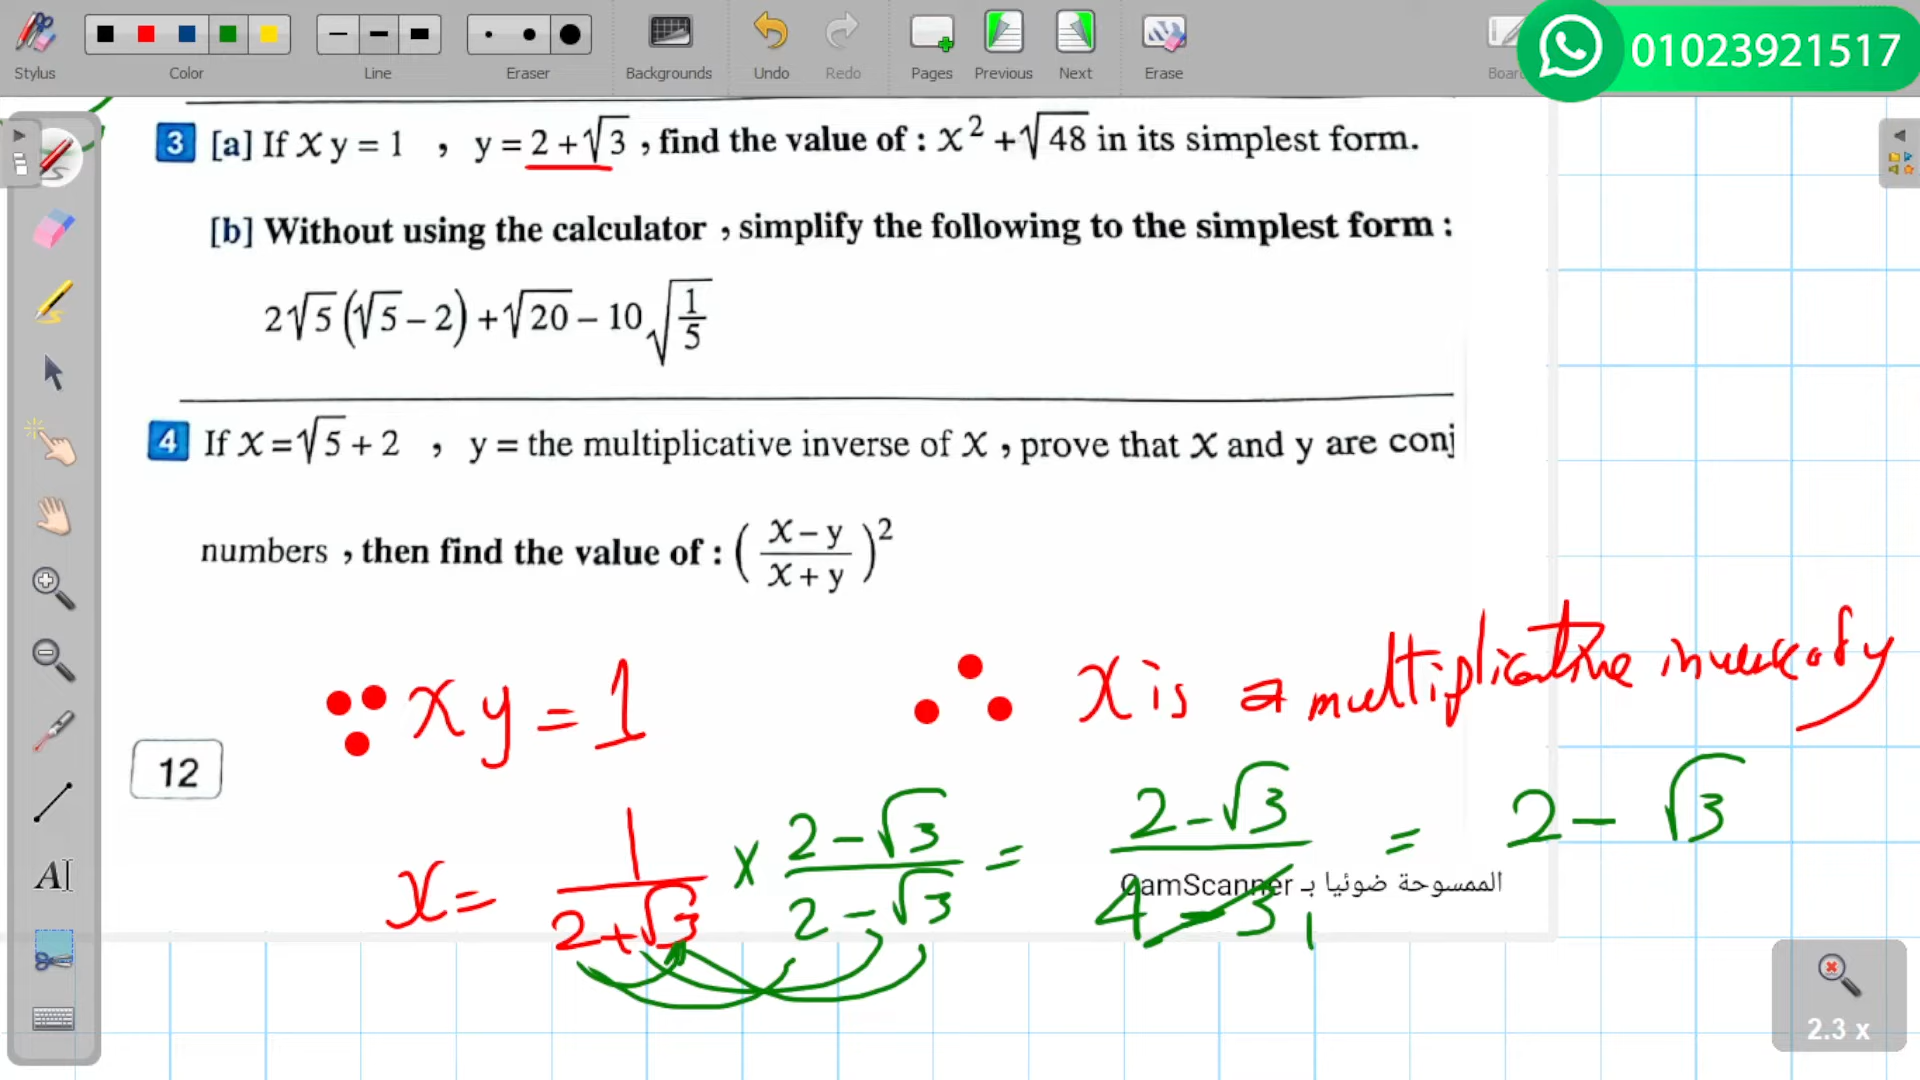 Stylus Color Line Eraser Backgrounds Undo Redo Pages Previous Next Erase Board
01023921517
3 [a] If x y = 1 , y = 2 + √3 , find the value of : x² + √48 in its simplest form.
[b] Without using the calculator , simplify the following to the simplest form :
2√5 (√5 – 2) + √20 – 10 √(1/5)
4 If x = √5 + 2 , y = the multiplicative inverse of x , prove that x and y are conj
numbers , then find the value of : ((x – y)/(x + y))²
∵ x y = 1 ∴ x is a multiplicative inverse of y
12
x = 1/(2+√3) × (2–√3)/(2–√3) = (2–√3)/(4–3) 1 = 2 – √3
الممسوحة ضوئيا بـ CamScanner
2.3 x